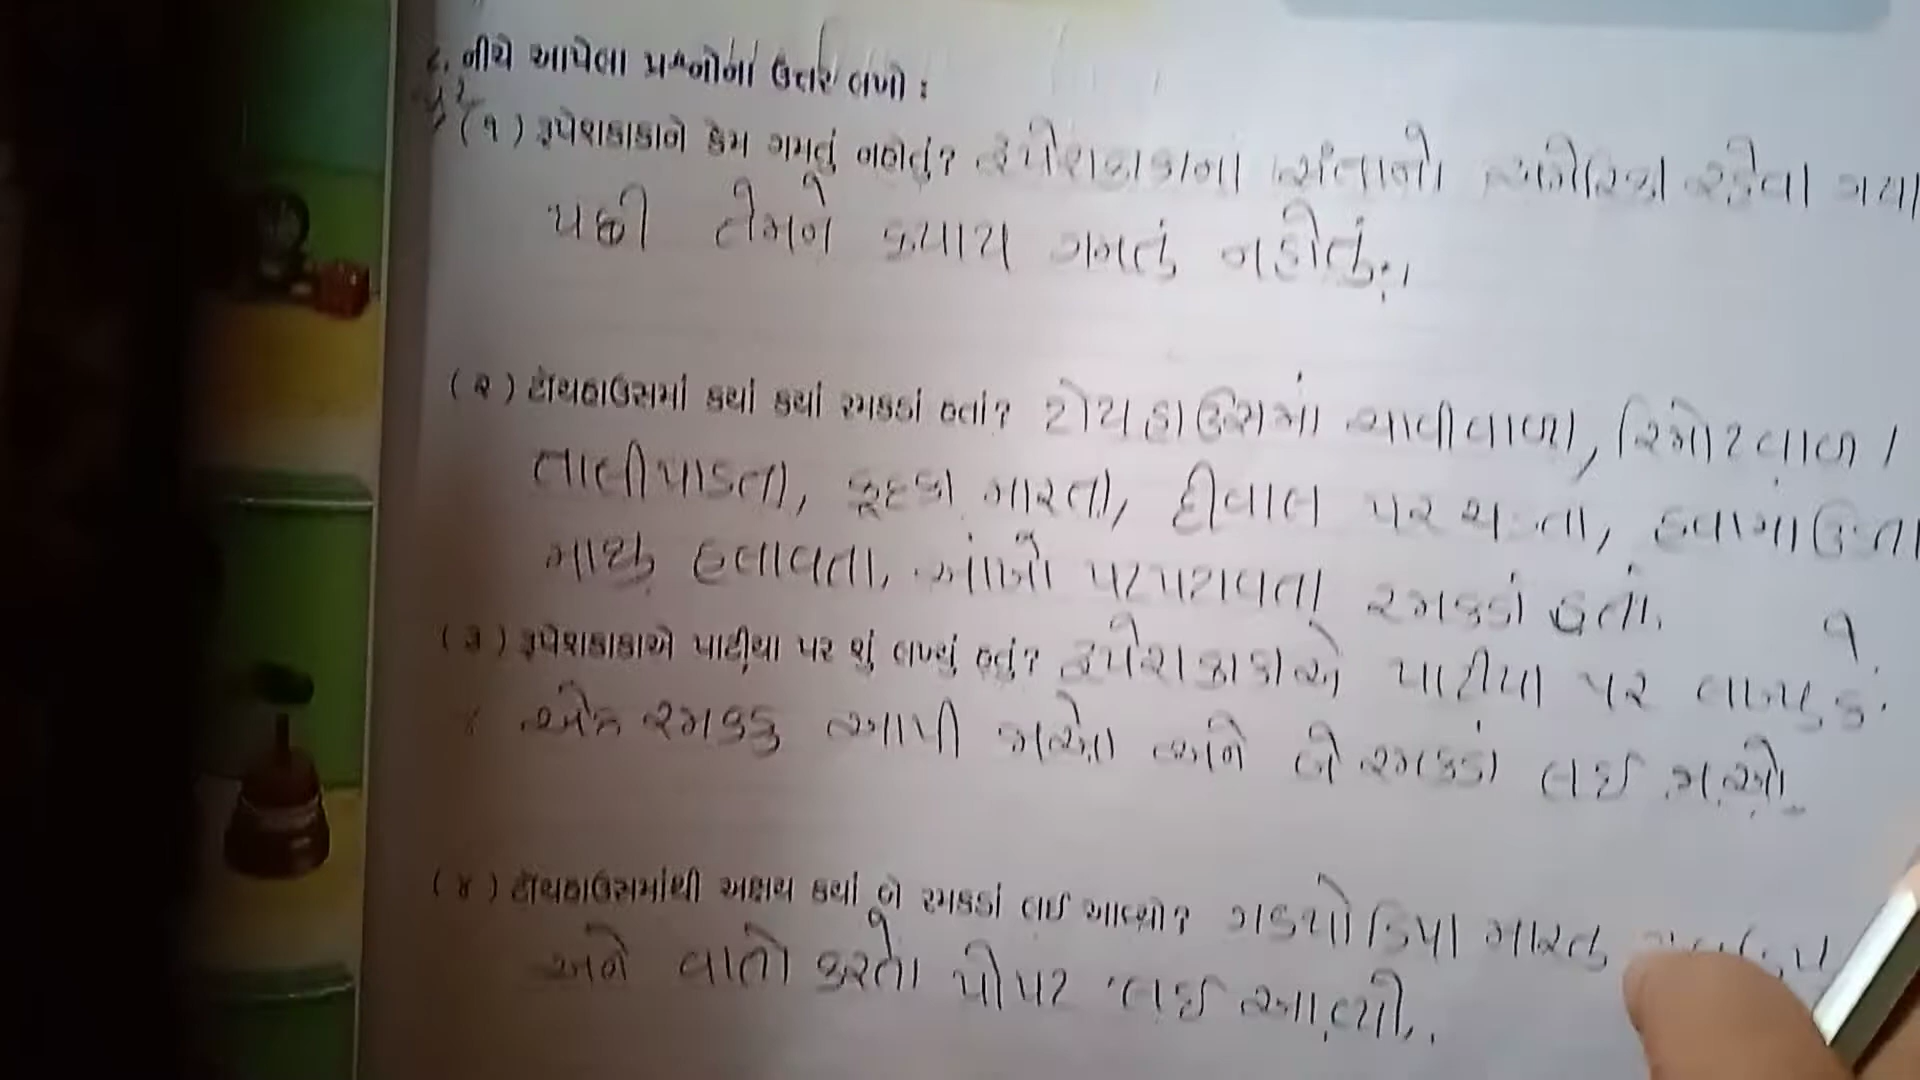 ૮. નીચે આપેલા પ્રશ્નોના ઉત્તર લખો :
(૧) રૂપેશકાકાને કેમ ગમતું નહોતું? રૂપેશકાકાના સંતાનો અમેરિકા રહેવા ગયા
પછી તેમને ક્યાય ગમતું નહોતું.
(૨) ટૉયહાઉસમાં કયાં કયાં રમકડાં હતાં? ટોયહાઉસમાં ચાવીવાળા, રિમોટવાળા
તાલીપાડતા, કૂદકા મારતા, દીવાલ પર ચડતા, હવામાં ઉડતા
માથુ હલાવતા, આંખો પટપટાવતા રમકડાં હતાં.
(૩) રૂપેશકાકાએ પાટીયા પર શું લખ્યું હતું? રૂપેશકાકાએ પાટીયા પર
૧
એક રમકડુ આપી જાઓ અને બે રમકડાં લઈ જાઓ
(૪) ટૉયહાઉસમાંથી અક્ષય કયાં બે રમકડાં લઈ આવ્યો? મારતુ
અને વાતો કરતો પોપટ લઈ આવ્યો.